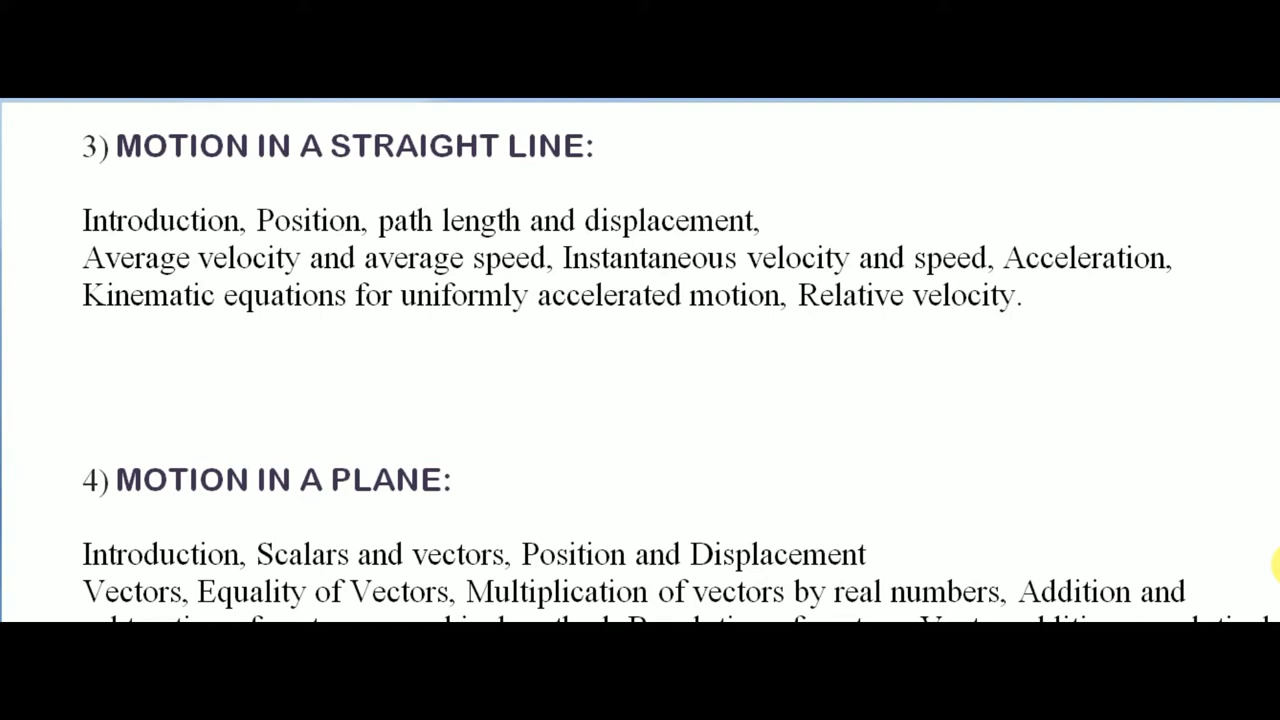 3) MOTION IN A STRAIGHT LINE:
Introduction, Position, path length and displacement,
Average velocity and average speed, Instantaneous velocity and speed, Acceleration,
Kinematic equations for uniformly accelerated motion, Relative velocity.
4) MOTION IN A PLANE:
Introduction, Scalars and vectors, Position and Displacement
Vectors, Equality of Vectors, Multiplication of vectors by real numbers, Addition and